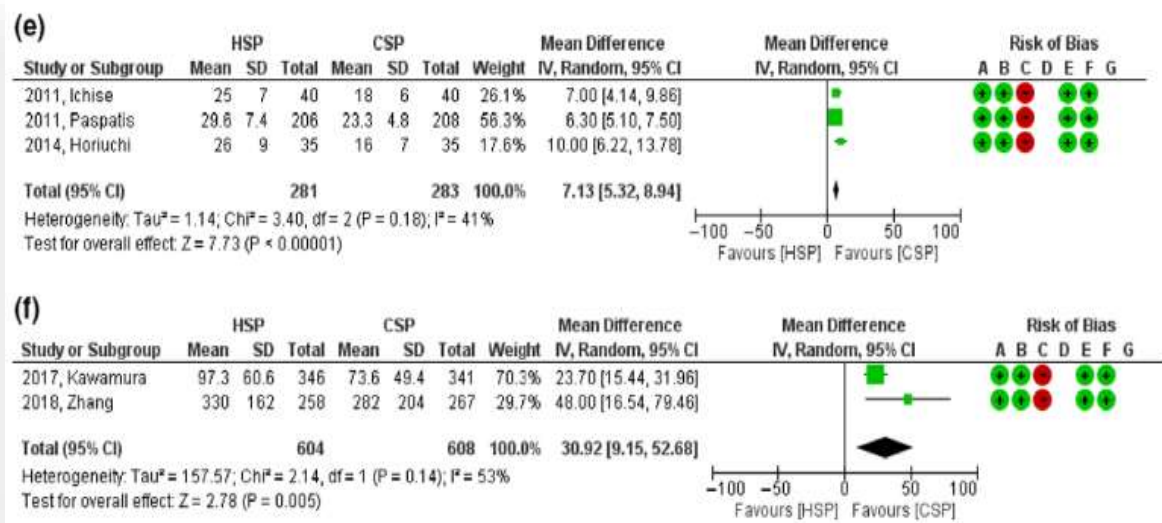 (e)
HSP CSP Mean Difference Mean Difference Risk of Bias
Study or Subgroup Mean SD Total Mean SD Total Weight IV, Random, 95% CI IV, Random, 95% CI A B C D E F G
2011, Ichise 25 7 40 18 6 40 26.1% 7.00 [4.14, 9.86] + + - + +
2011, Paspatis 29.6 7.4 206 23.3 4.8 208 56.3% 6.30 [5.10, 7.50] + + - + +
2014, Horiuchi 26 9 35 16 7 35 17.6% 10.00 [6.22, 13.78] + + - + +
Total (95% CI) 281 283 100.0% 7.13 [5.32, 8.94]
Heterogeneity: Tau² = 1.14; Chi² = 3.40, df = 2 (P = 0.18); I² = 41%
Test for overall effect: Z = 7.73 (P < 0.00001)
−100 −50 0 50 100
Favours [HSP] Favours [CSP]
(f)
HSP CSP Mean Difference Mean Difference Risk of Bias
Study or Subgroup Mean SD Total Mean SD Total Weight IV, Random, 95% CI IV, Random, 95% CI A B C D E F G
2017, Kawamura 97.3 60.6 346 73.6 49.4 341 70.3% 23.70 [15.44, 31.96] + + - + +
2018, Zhang 330 162 258 282 204 267 29.7% 48.00 [16.54, 79.46] + + - + +
Total (95% CI) 604 608 100.0% 30.92 [9.15, 52.68]
Heterogeneity: Tau² = 157.57; Chi² = 2.14, df = 1 (P = 0.14); I² = 53%
Test for overall effect: Z = 2.78 (P = 0.005)
−100 −50 0 50 100
Favours [HSP] Favours [CSP]